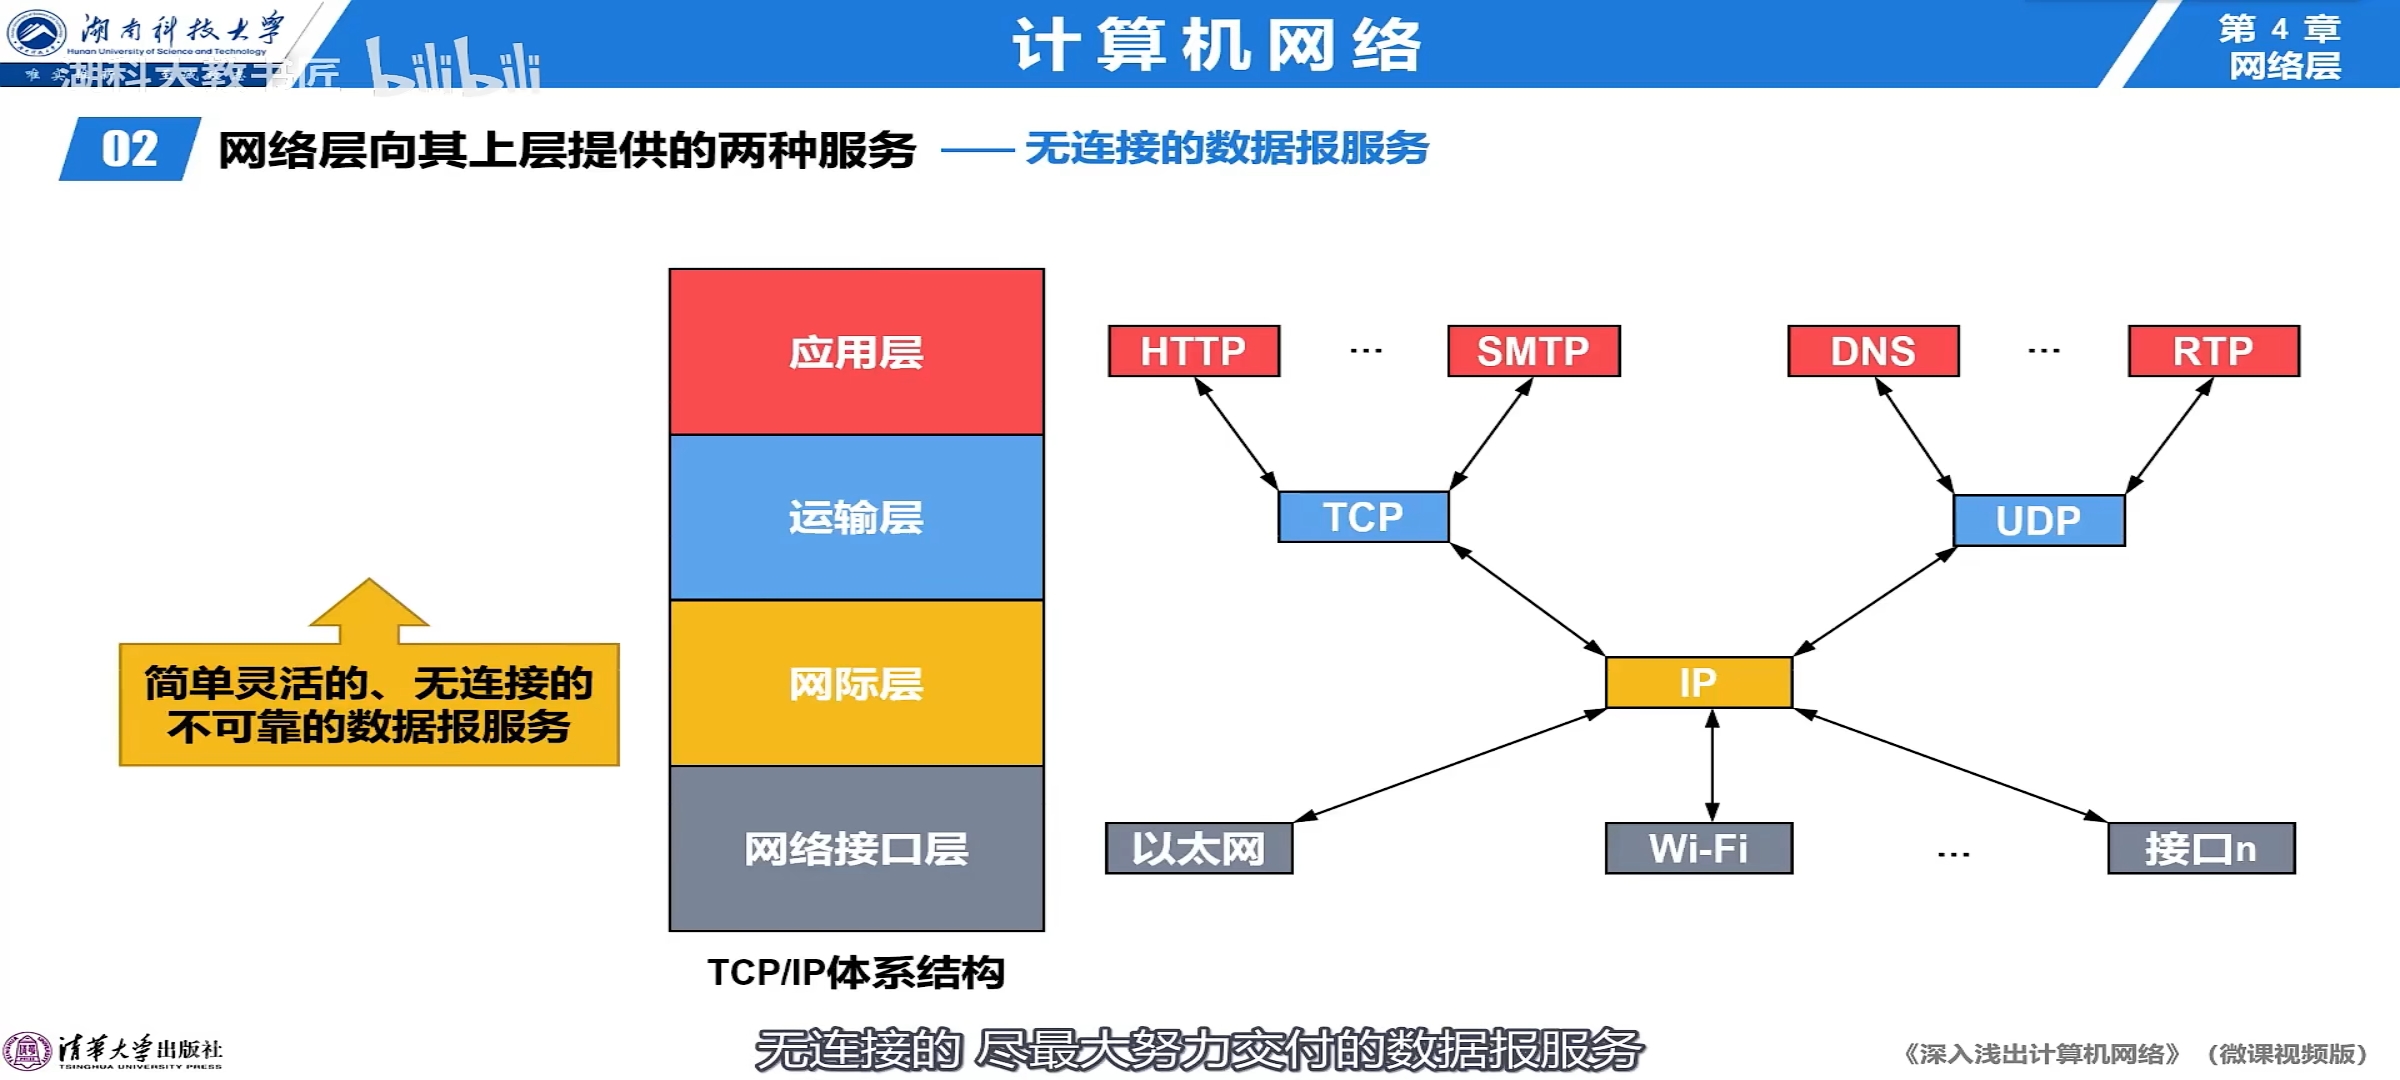 湖南科技大学
Hunan University of Science and Technology
湖科大教书匠 bilibili
计算机网络
第 4 章
网络层
02 网络层向其上层提供的两种服务 —— 无连接的数据报服务
应用层
运输层
网际层
网络接口层
TCP/IP体系结构
简单灵活的、无连接的
不可靠的数据报服务
HTTP … SMTP DNS … RTP
TCP UDP
IP
以太网 Wi-Fi … 接口n
无连接的 尽最大努力交付的数据报服务
清华大学出版社
TSINGHUA UNIVERSITY PRESS
《深入浅出计算机网络》（微课视频版）